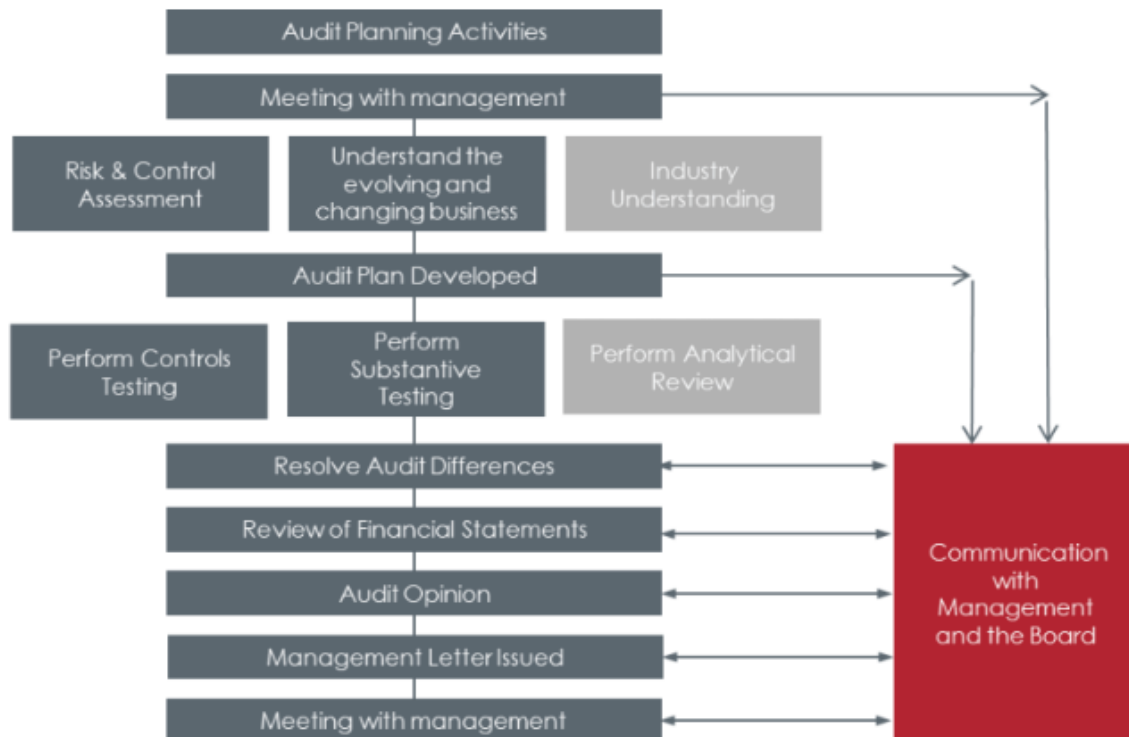 Audit Planning Activities
Meeting with management
Risk & Control
Assessment
Understand the
evolving and
changing business
Industry
Understanding
Audit Plan Developed
Perform Controls
Testing
Perform
Substantive
Testing
Perform Analytical
Review
Resolve Audit Differences
Review of Financial Statements
Audit Opinion
Management Letter Issued
Meeting with management
Communication
with
Management
and the Board